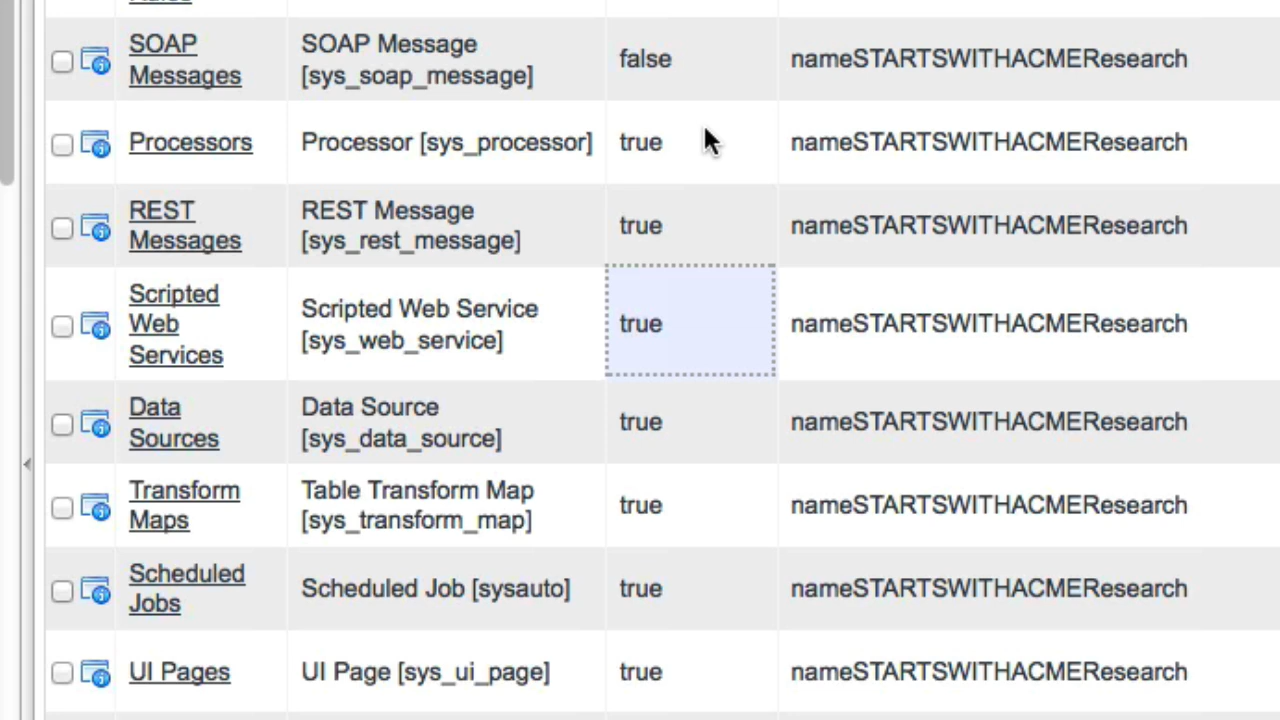 Rules
SOAP Messages
SOAP Message [sys_soap_message]
false
nameSTARTSWITHACMEResearch
Processors
Processor [sys_processor]
true
nameSTARTSWITHACMEResearch
REST Messages
REST Message [sys_rest_message]
true
nameSTARTSWITHACMEResearch
Scripted Web Services
Scripted Web Service [sys_web_service]
true
nameSTARTSWITHACMEResearch
Data Sources
Data Source [sys_data_source]
true
nameSTARTSWITHACMEResearch
Transform Maps
Table Transform Map [sys_transform_map]
true
nameSTARTSWITHACMEResearch
Scheduled Jobs
Scheduled Job [sysauto]
true
nameSTARTSWITHACMEResearch
UI Pages
UI Page [sys_ui_page]
true
nameSTARTSWITHACMEResearch